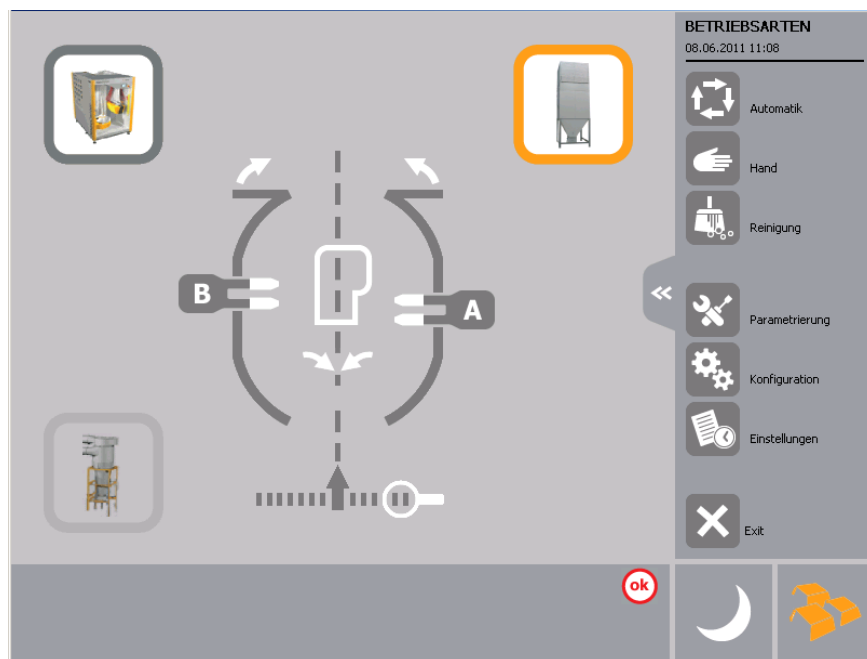 BETRIEBSARTEN
08.06.2011 11:08
Automatik
Hand
Reinigung
B
A
Parametrierung
Konfiguration
Einstellungen
Exit
ok